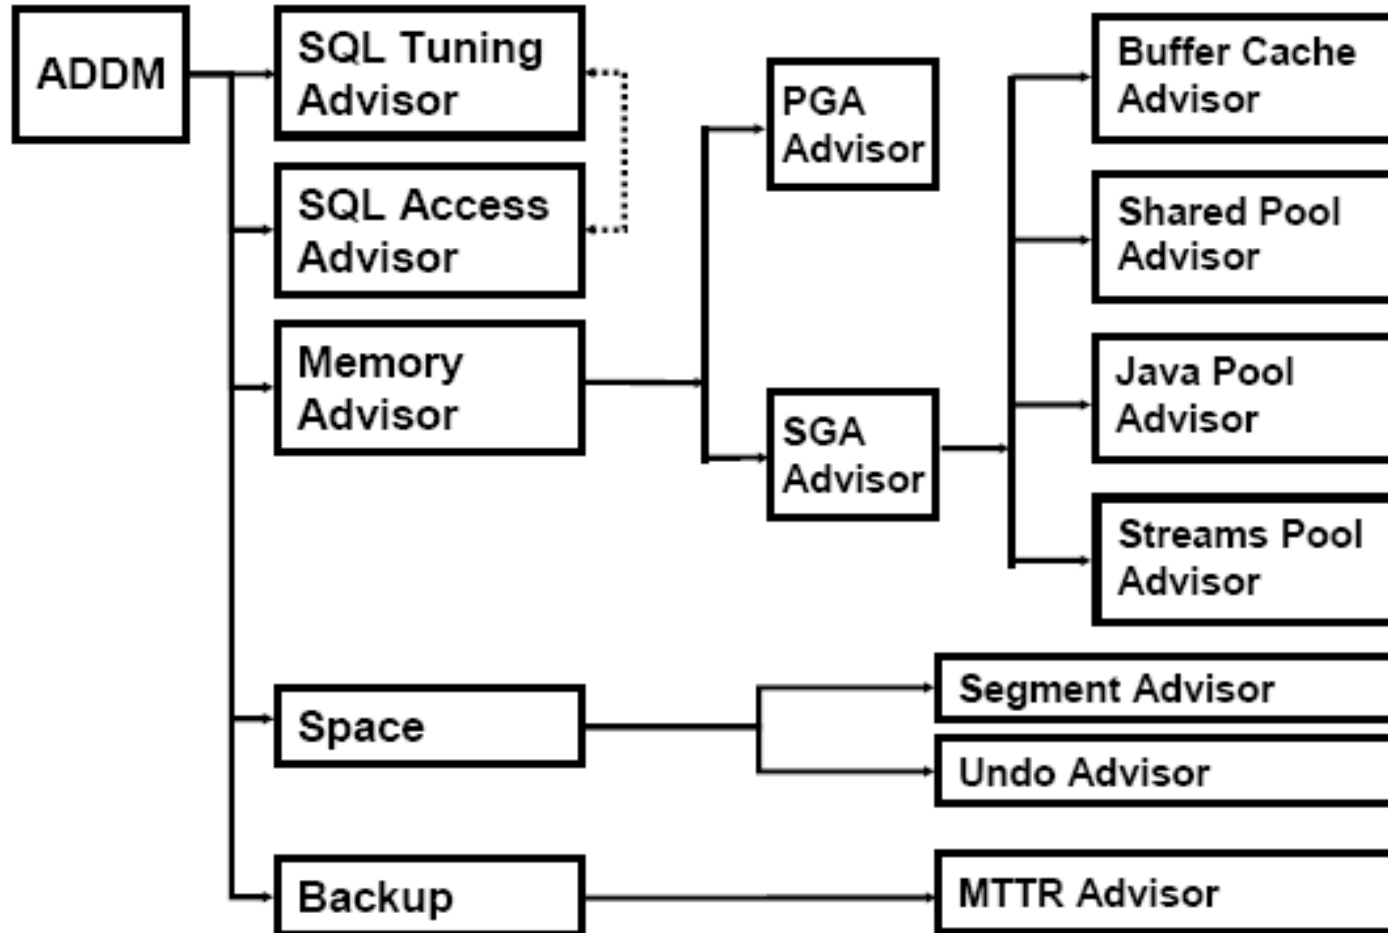 ADDM
SQL Tuning
Advisor
SQL Access
Advisor
Memory
Advisor
Space
Backup
PGA
Advisor
SGA
Advisor
Buffer Cache
Advisor
Shared Pool
Advisor
Java Pool
Advisor
Streams Pool
Advisor
Segment Advisor
Undo Advisor
MTTR Advisor